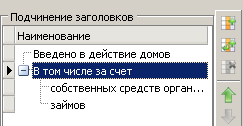 Подчинение заголовков
Наименование
Введено в действие домов
В том числе за счет
собственных средств орган...
займов